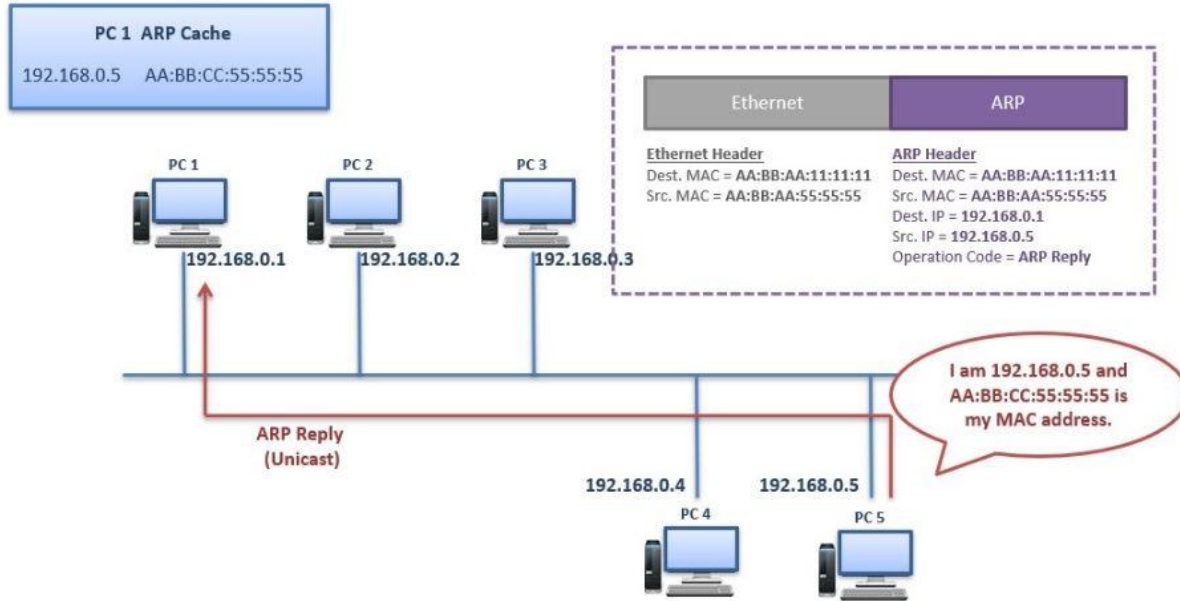 PC 1 ARP Cache
192.168.0.5 AA:BB:CC:55:55:55
Ethernet
ARP
Ethernet Header
Dest. MAC = AA:BB:AA:11:11:11
Src. MAC = AA:BB:AA:55:55:55
ARP Header
Dest. MAC = AA:BB:AA:11:11:11
Src. MAC = AA:BB:AA:55:55:55
Dest. IP = 192.168.0.1
Src. IP = 192.168.0.5
Operation Code = ARP Reply
PC 1
PC 2
PC 3
192.168.0.1
192.168.0.2
192.168.0.3
I am 192.168.0.5 and
AA:BB:CC:55:55:55 is
my MAC address.
ARP Reply
(Unicast)
192.168.0.4
192.168.0.5
PC 4
PC 5